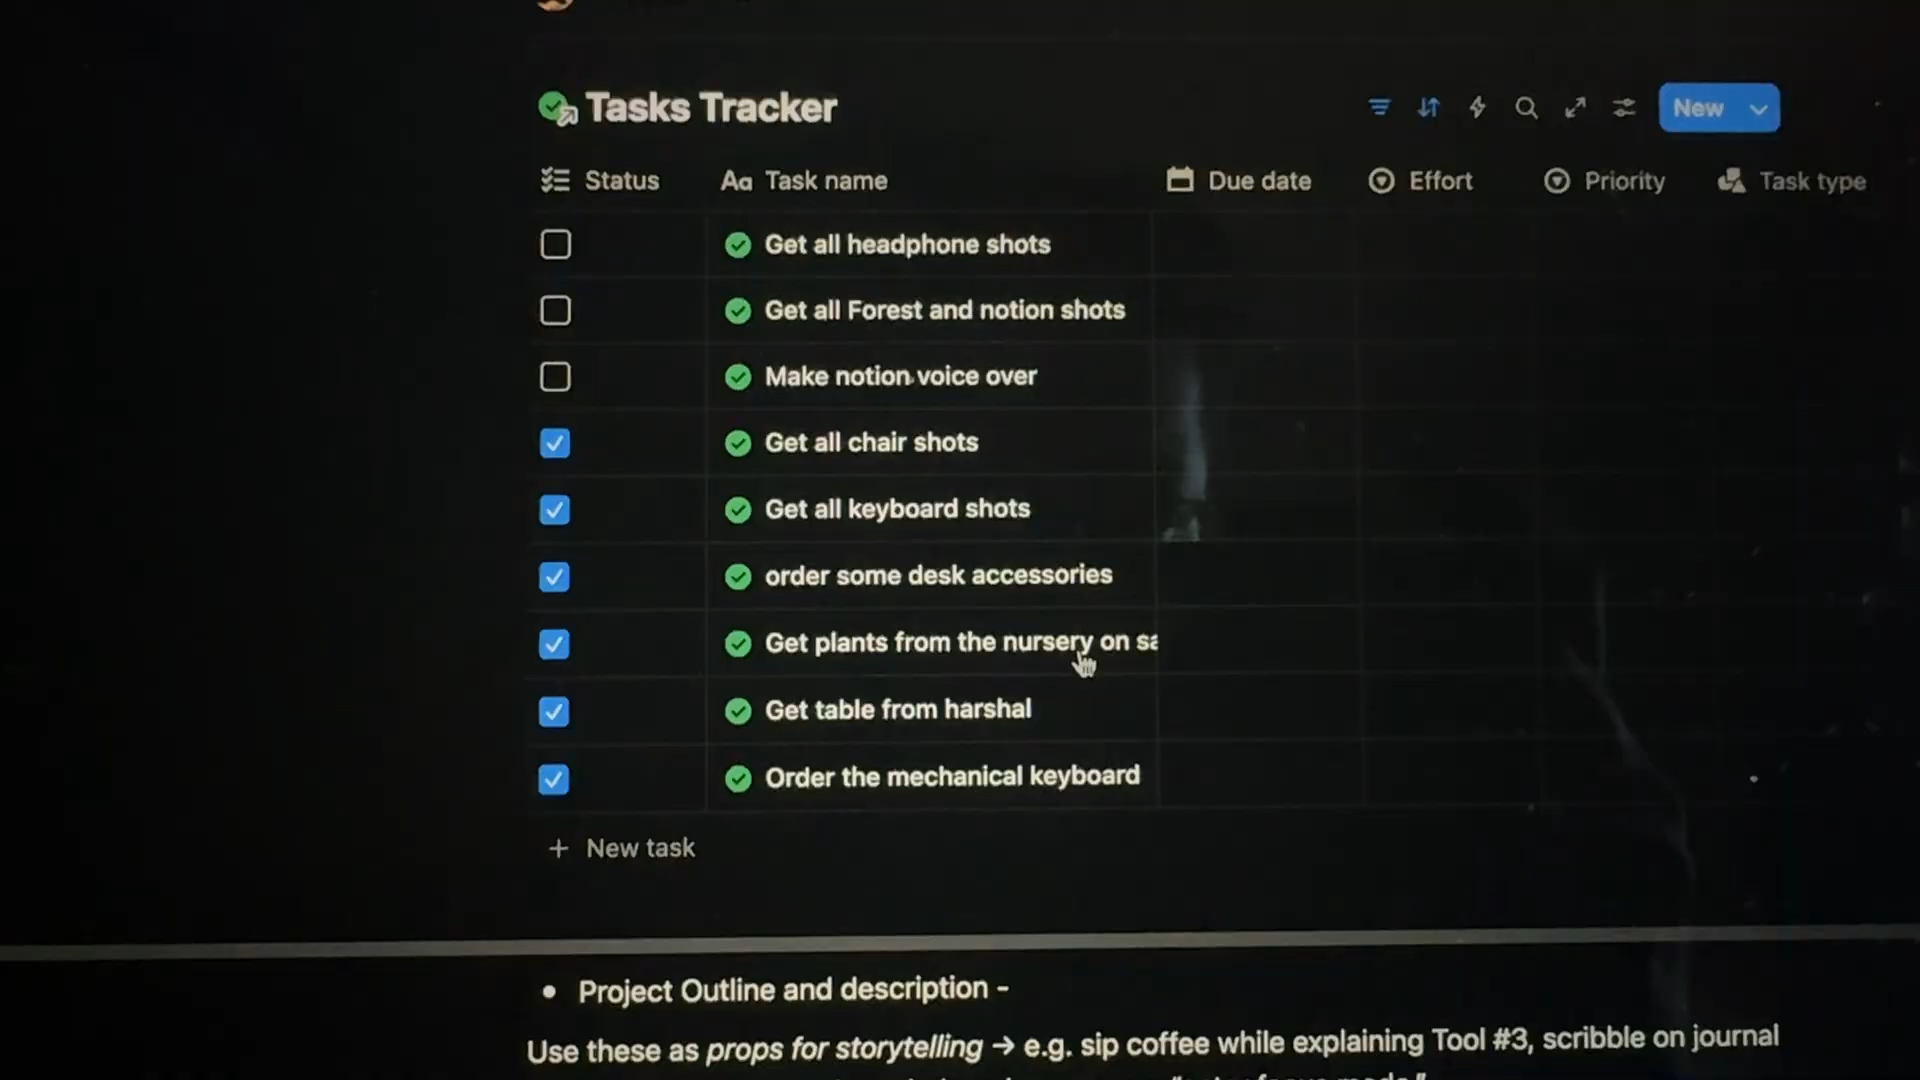 Tasks Tracker
New
Status Aa Task name Due date Effort Priority Task type
Get all headphone shots
Get all Forest and notion shots
Make notion voice over
Get all chair shots
Get all keyboard shots
order some desk accessories
Get plants from the nursery on sa
Get table from harshal
Order the mechanical keyboard
+ New task
• Project Outline and description -
Use these as props for storytelling → e.g. sip coffee while explaining Tool #3, scribble on journal